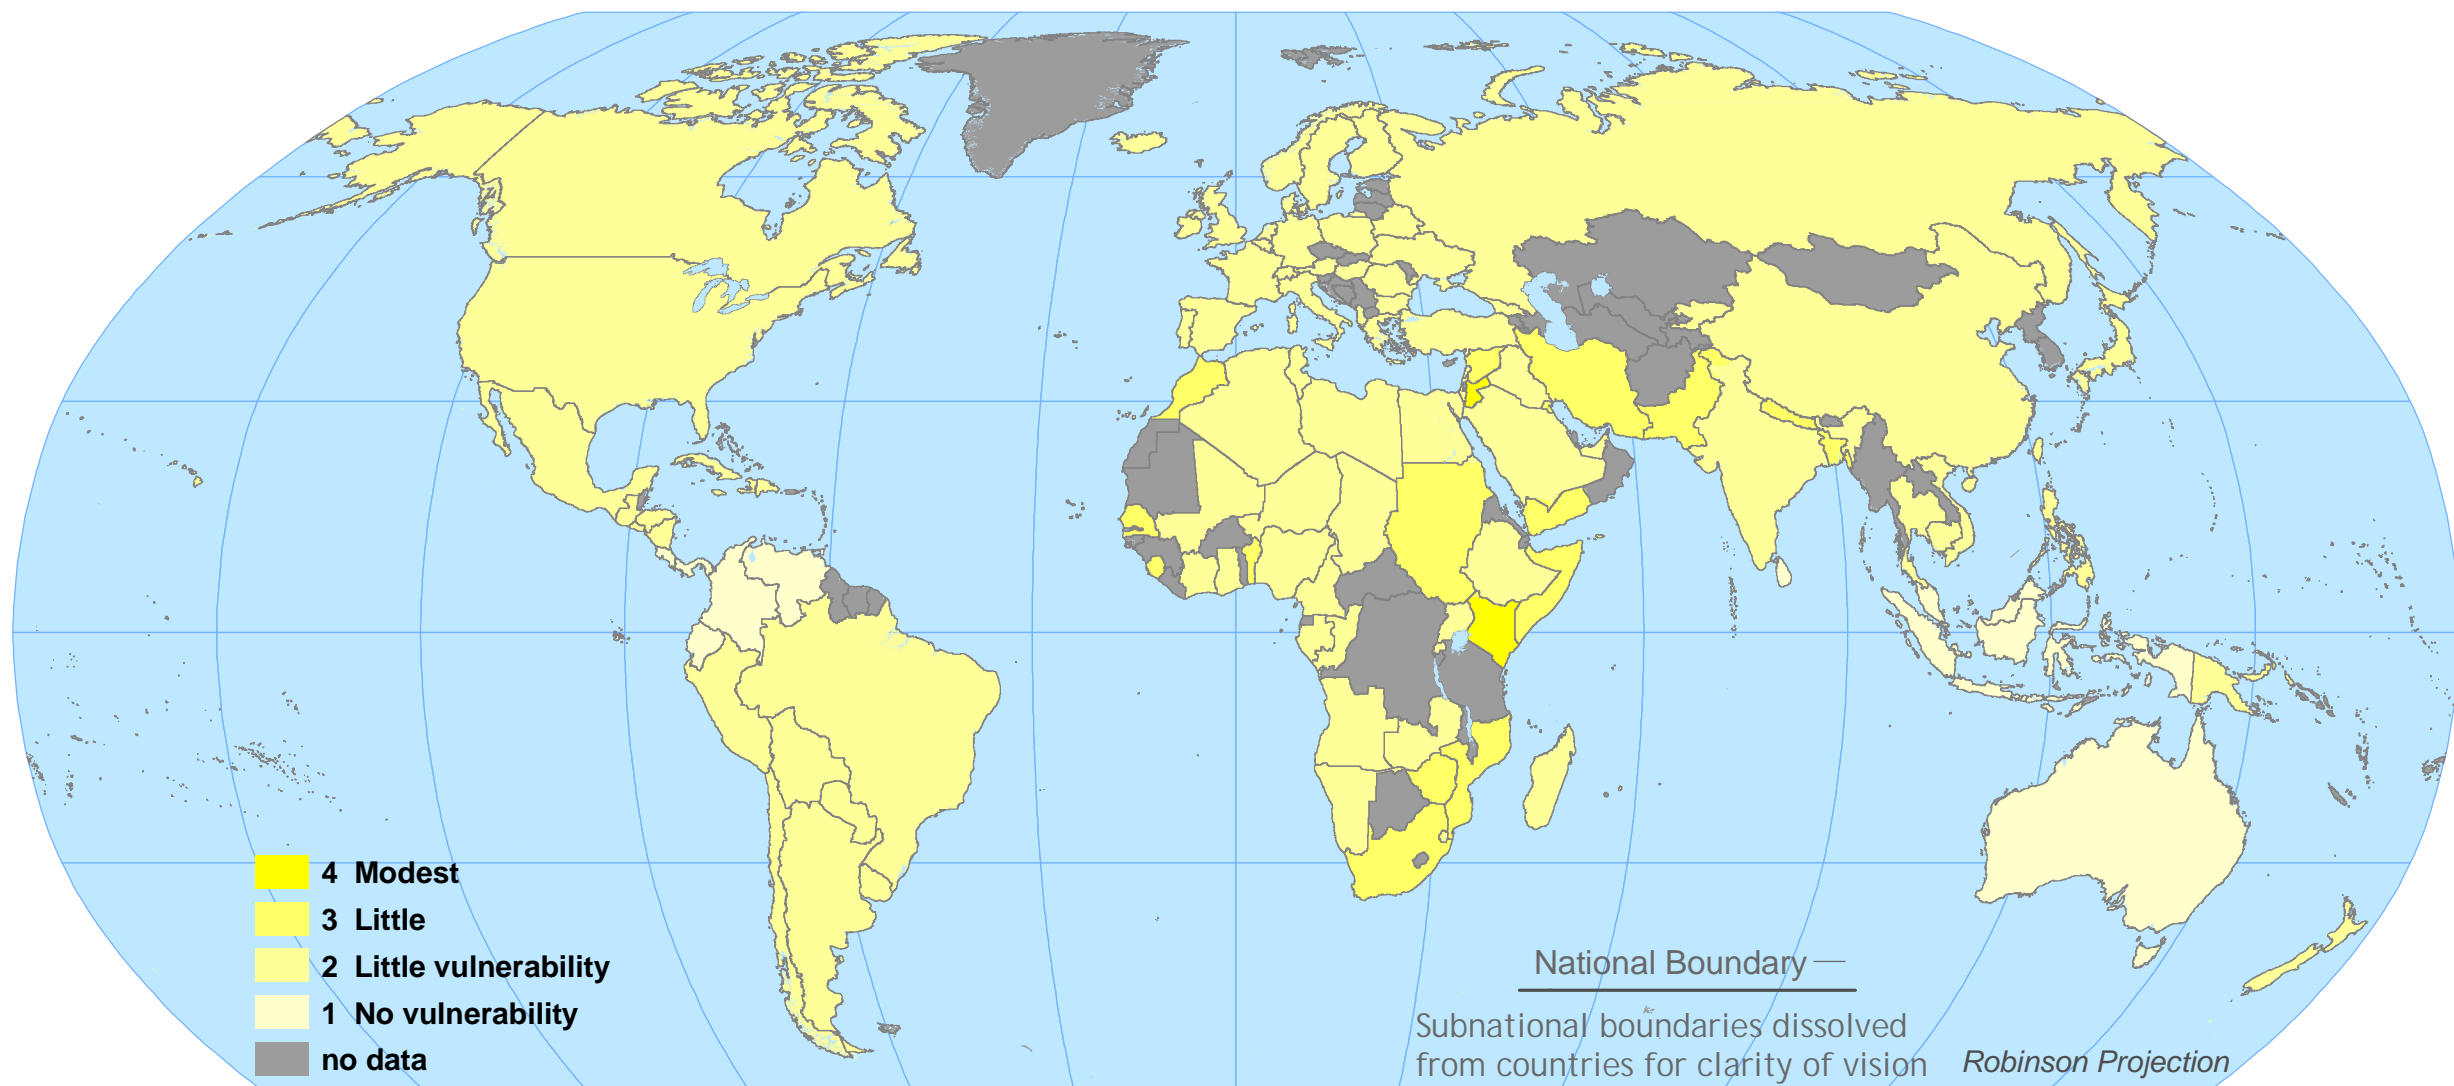 4 Modest
3 Little
2 Little vulnerability
1 No vulnerability
no data
National Boundary
Subnational boundaries dissolved
from countries for clarity of vision
Robinson Projection